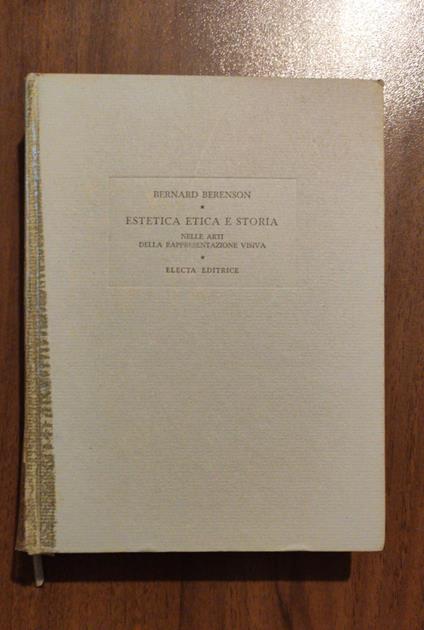 BERNARD BERENSON
★
ESTETICA ETICA E STORIA
NELLE ARTI
DELLA RAPPRESENTAZIONE VISIVA
★
ELECTA EDITRICE